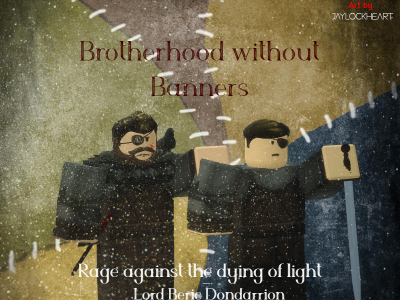 Art by
JAYLOCKHEART
Brotherhood without
Banners
Rage against the dying of light
Lord Beric Dondarrion